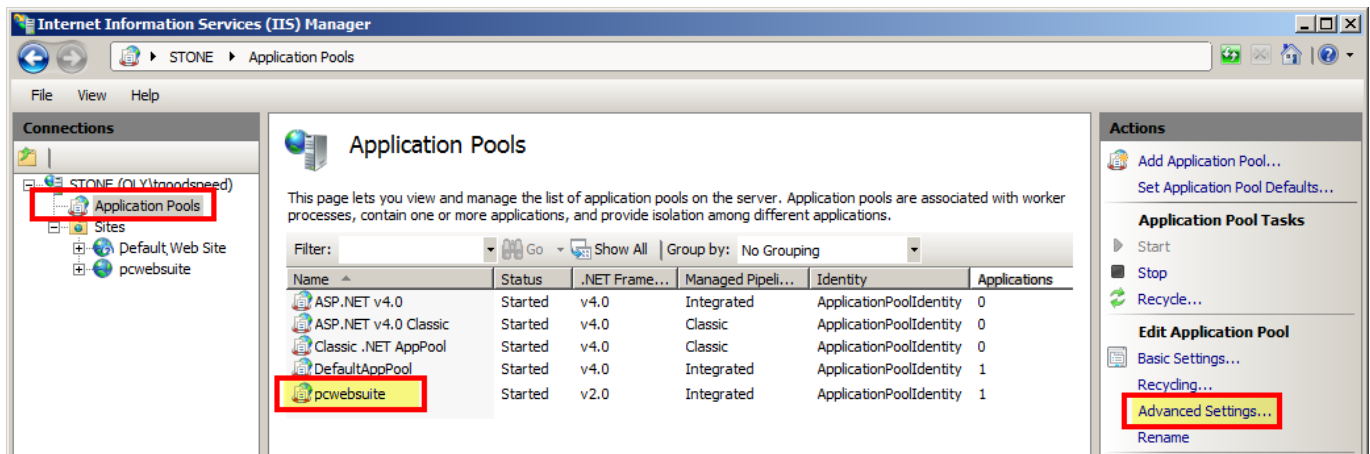 Internet Information Services (IIS) Manager
STONE Application Pools
File View Help
Connections
STONE (OLY\tgoodspeed)
Application Pools
Sites
Default Web Site
pcwebsuite
Application Pools
This page lets you view and manage the list of application pools on the server. Application pools are associated with worker
processes, contain one or more applications, and provide isolation among different applications.
Filter: Go Show All Group by: No Grouping
Name Status .NET Frame... Managed Pipeli... Identity Applications
ASP.NET v4.0 Started v4.0 Integrated ApplicationPoolIdentity 0
ASP.NET v4.0 Classic Started v4.0 Classic ApplicationPoolIdentity 0
Classic .NET AppPool Started v4.0 Classic ApplicationPoolIdentity 0
DefaultAppPool Started v4.0 Integrated ApplicationPoolIdentity 1
pcwebsuite Started v2.0 Integrated ApplicationPoolIdentity 1
Actions
Add Application Pool...
Set Application Pool Defaults...
Application Pool Tasks
Start
Stop
Recycle...
Edit Application Pool
Basic Settings...
Recycling...
Advanced Settings...
Rename